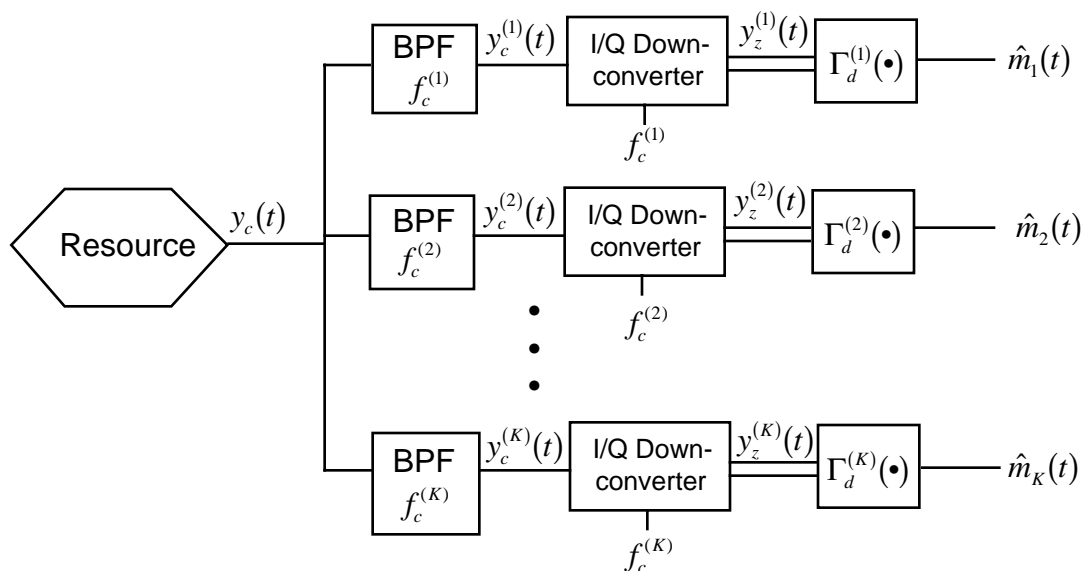 BPF
f_c^{(1)}
y_c^{(1)}(t)
I/Q Down-
converter
f_c^{(1)}
y_z^{(1)}(t)
Γ_d^{(1)}(•)
m̂_1(t)
Resource
y_c(t)
BPF
f_c^{(2)}
y_c^{(2)}(t)
I/Q Down-
converter
f_c^{(2)}
y_z^{(2)}(t)
Γ_d^{(2)}(•)
m̂_2(t)
BPF
f_c^{(K)}
y_c^{(K)}(t)
I/Q Down-
converter
f_c^{(K)}
y_z^{(K)}(t)
Γ_d^{(K)}(•)
m̂_K(t)